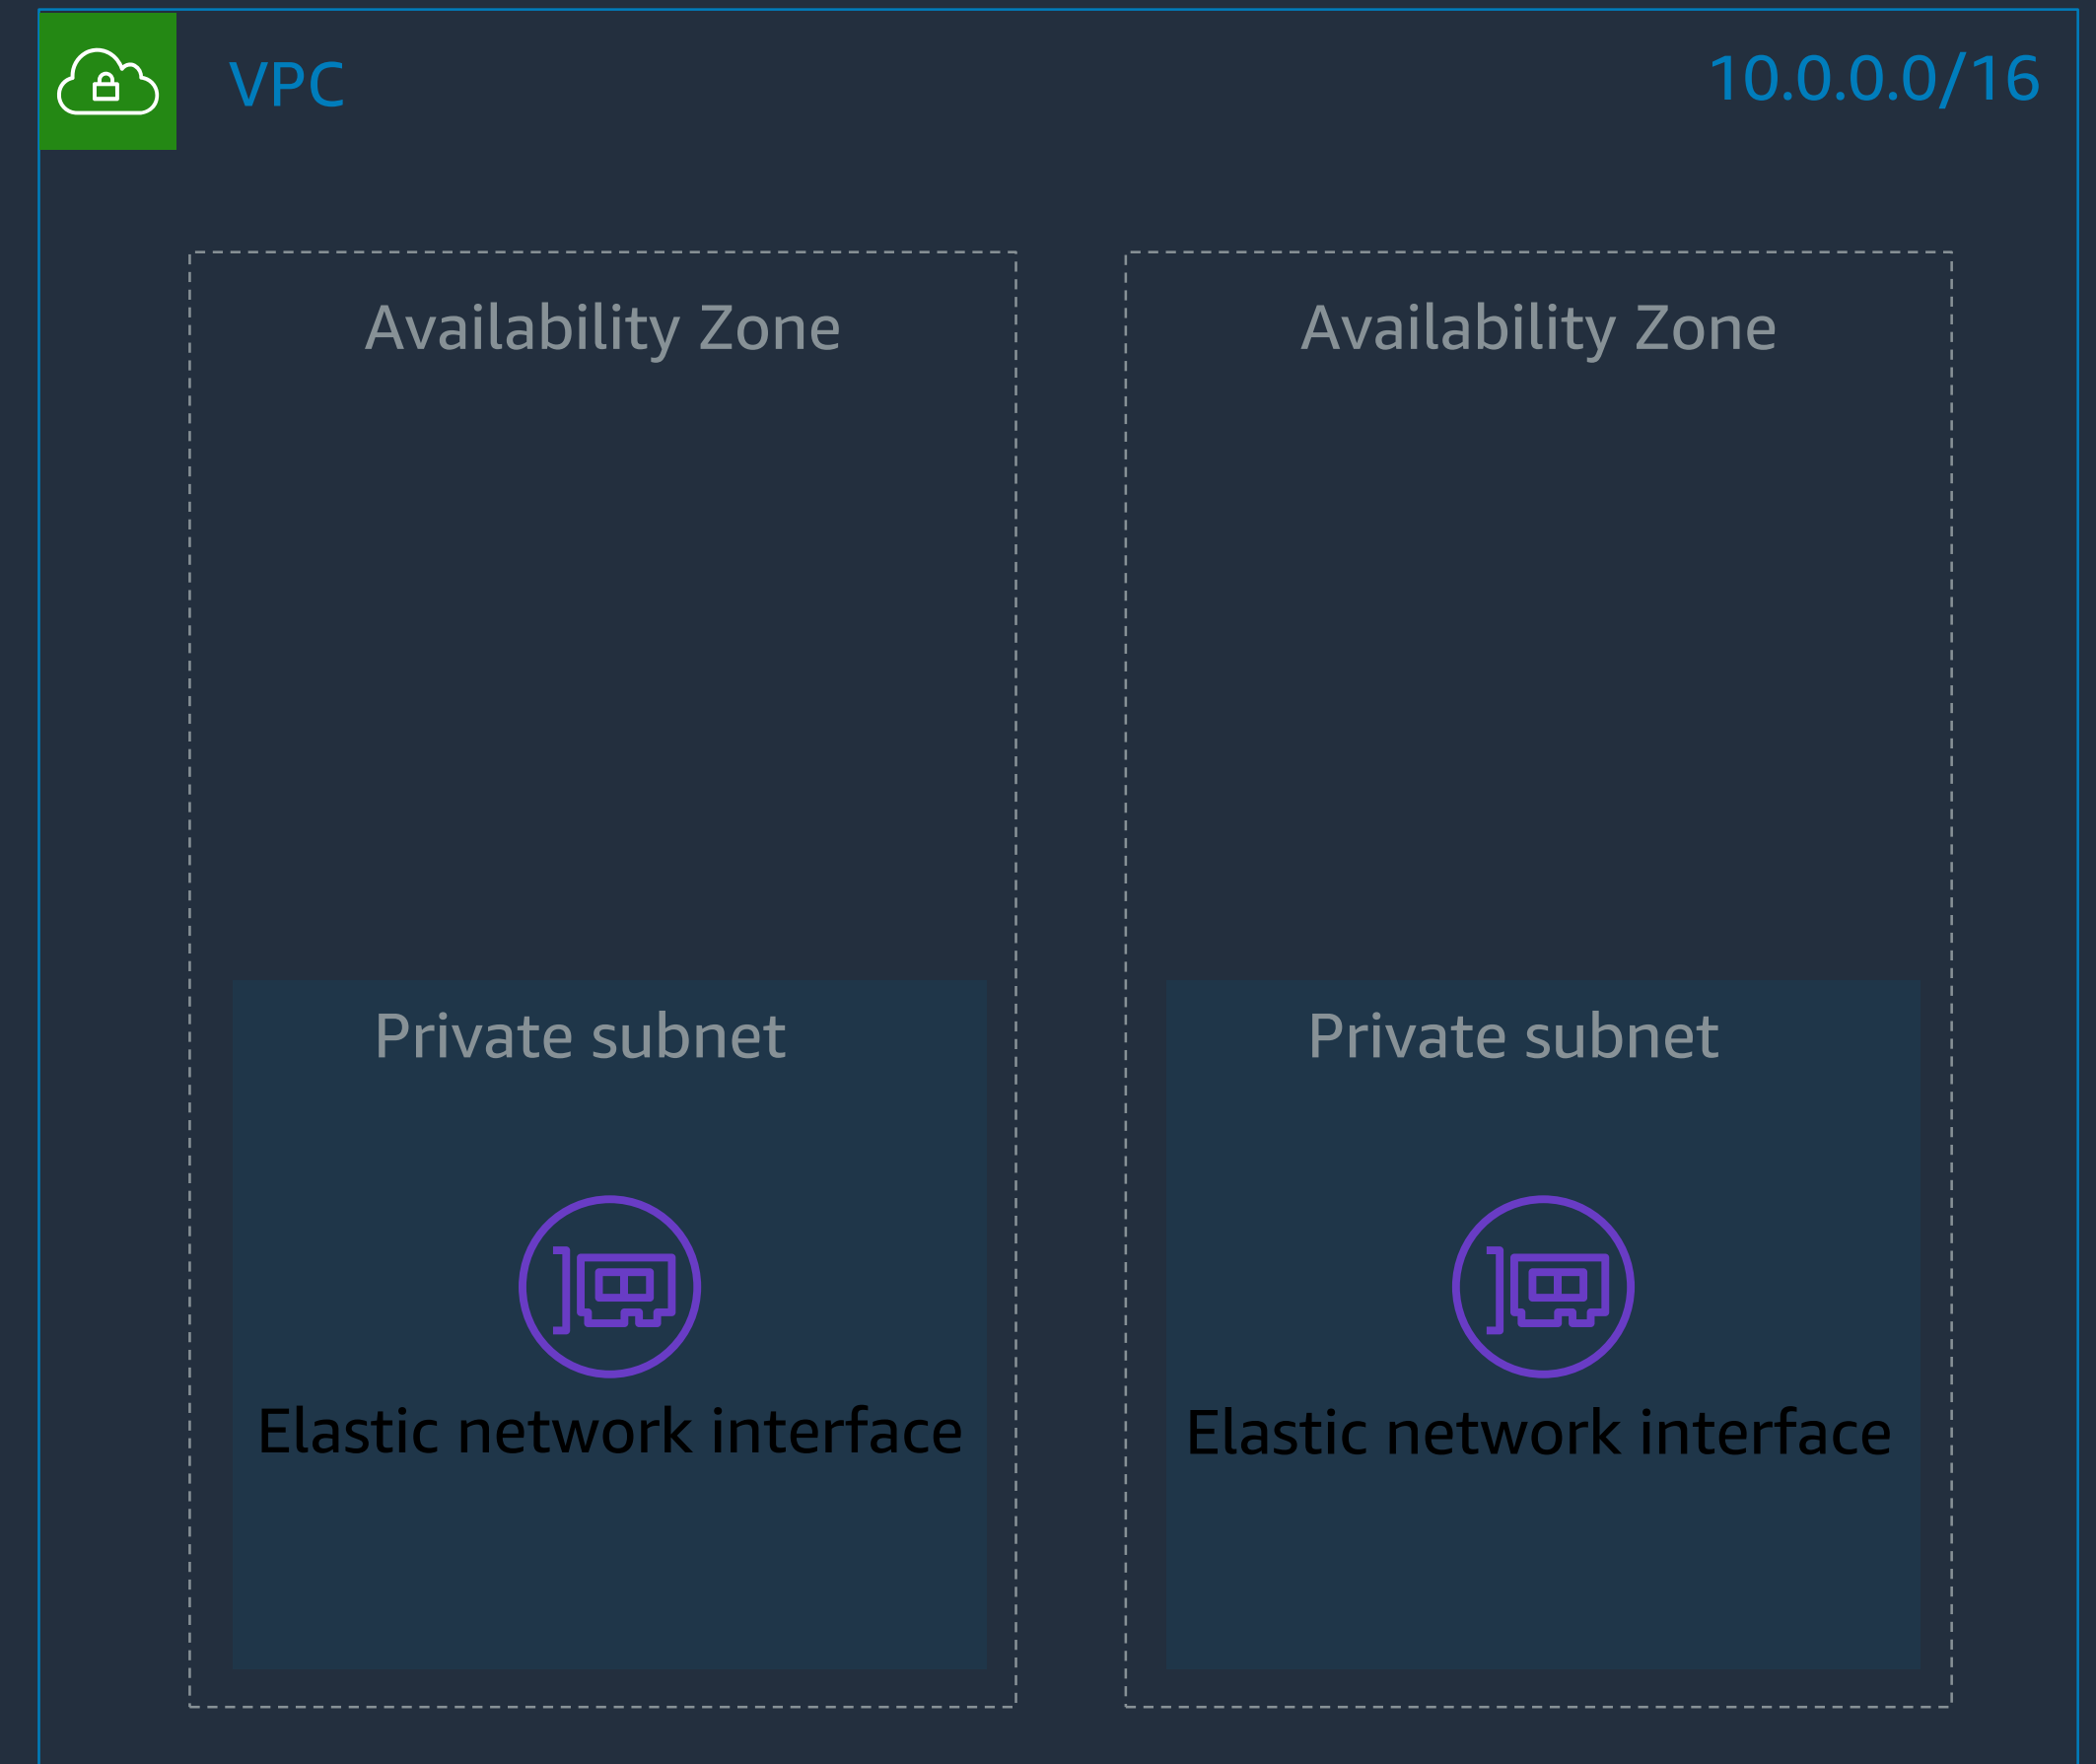 VPC
10.0.0.0/16
Availability Zone
Availability Zone
Private subnet
Private subnet
Elastic network interface
Elastic network interface